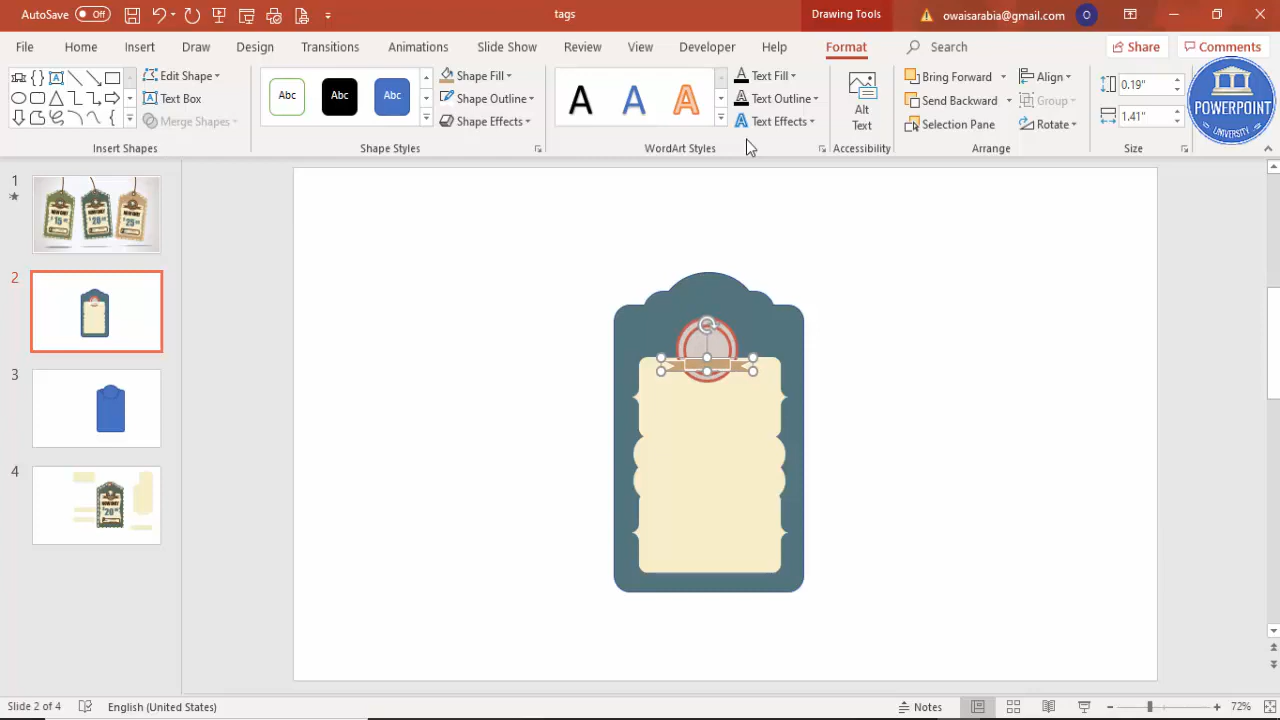 AutoSave Off
tags
Drawing Tools
owaisarabia@gmail.com O
File Home Insert Draw Design Transitions Animations Slide Show Review View Developer Help Format Search
Share Comments
Edit Shape
Text Box
Merge Shapes
Insert Shapes
Abc Abc Abc
Shape Fill
Shape Outline
Shape Effects
Shape Styles
A A A
Text Fill
Text Outline
Text Effects
WordArt Styles
Alt
Text
Accessibility
Bring Forward
Send Backward
Selection Pane
Align
Group
Rotate
Arrange
0.19"
1.41"
Size
POWERPOINT
UNIVERSITY
1
2
3
4
Slide 2 of 4
English (United States)
Notes
72%